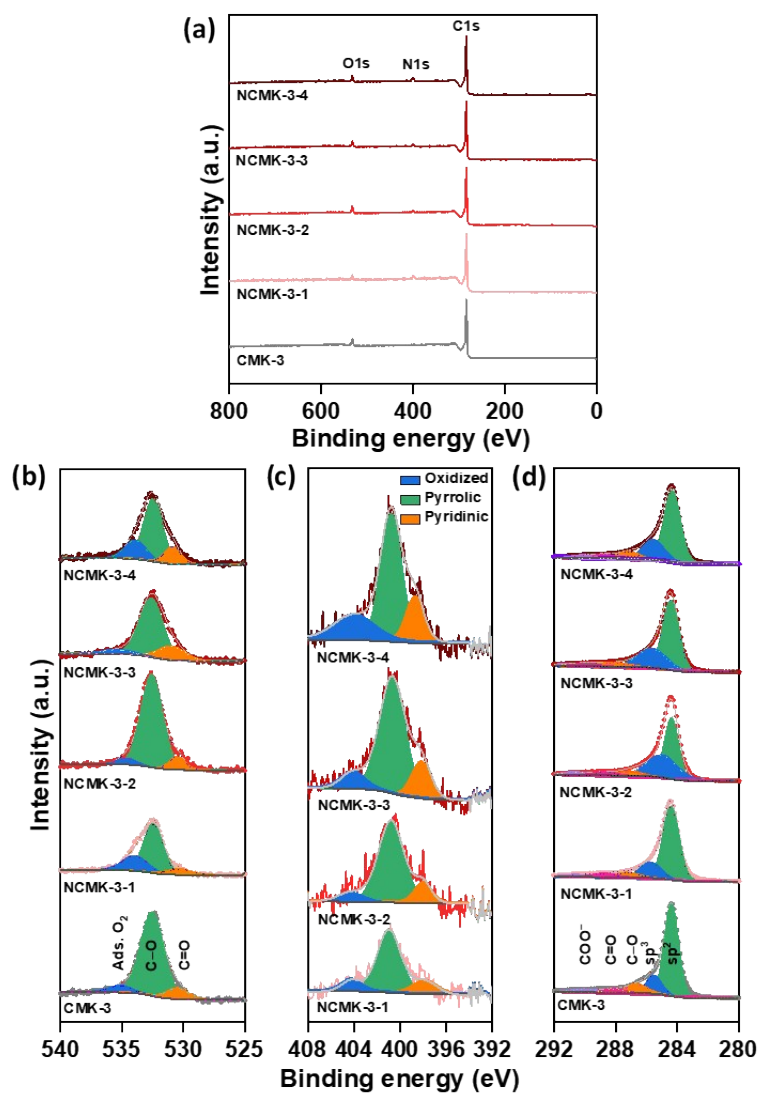 (a)
C1s
O1s
N1s
NCMK-3-4
NCMK-3-3
NCMK-3-2
NCMK-3-1
CMK-3
Intensity (a.u.)
800
600
400
200
0
Binding energy (eV)
(b)
NCMK-3-4
NCMK-3-3
NCMK-3-2
NCMK-3-1
Ads. O₂
C–O
C=O
CMK-3
540
535
530
525
Intensity (a.u.)
(c)
Oxidized
Pyrrolic
Pyridinic
NCMK-3-4
NCMK-3-3
NCMK-3-2
NCMK-3-1
408
404
400
396
392
(d)
NCMK-3-4
NCMK-3-3
NCMK-3-2
NCMK-3-1
COO⁻
C=O
C–O
sp³
sp²
CMK-3
292
288
284
280
Binding energy (eV)